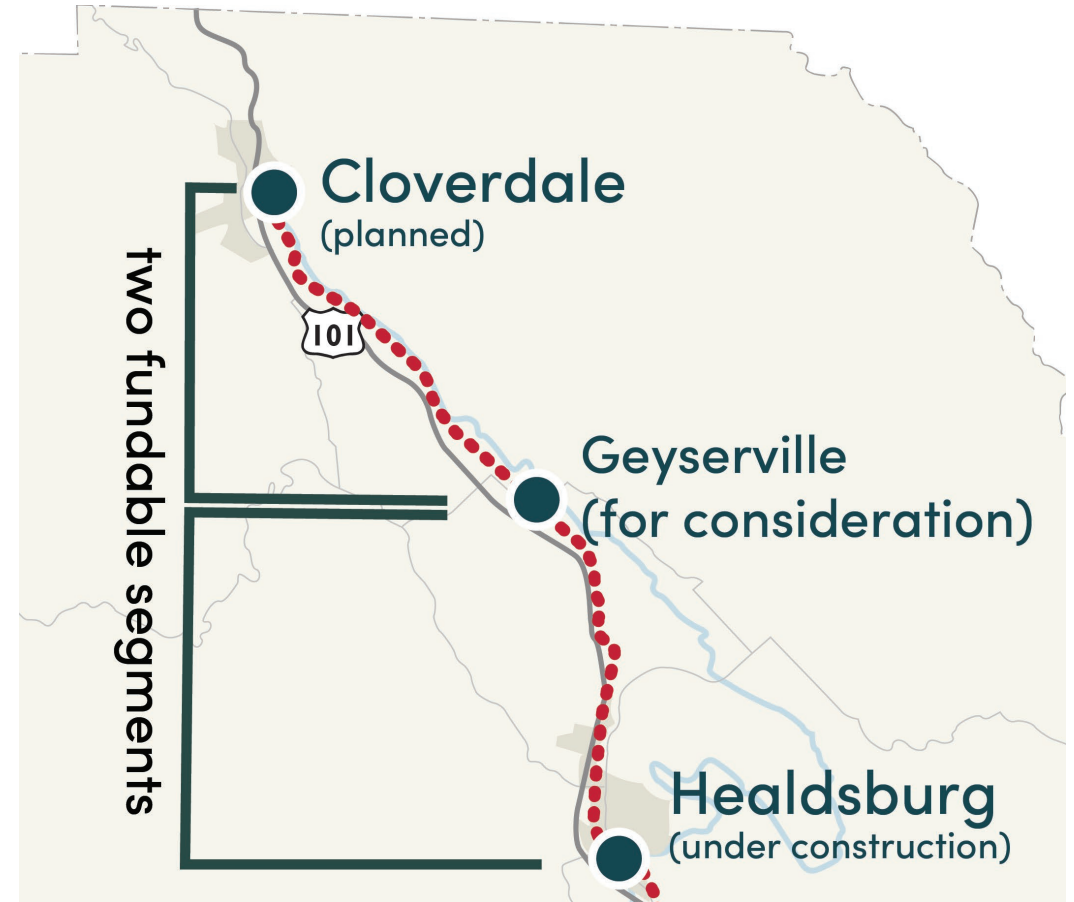 Cloverdale
(planned)
101
two fundable segments
Geyserville
(for consideration)
Healdsburg
(under construction)